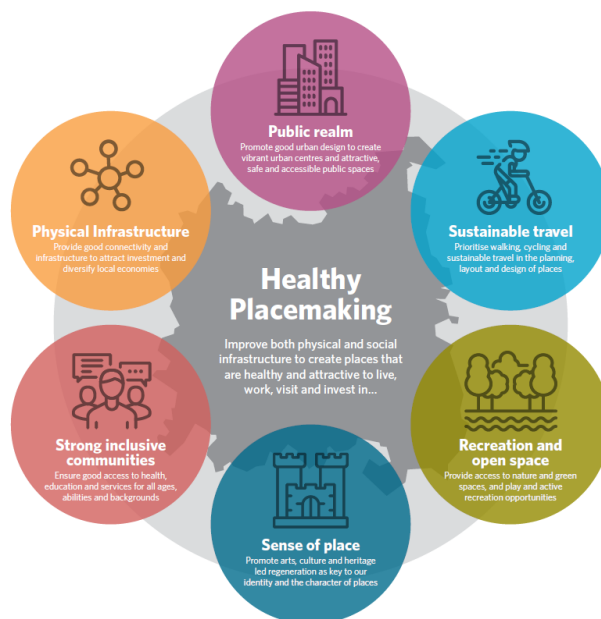 Public realm
Promote good urban design to create
vibrant urban centres and attractive,
safe and accessible public spaces
Physical Infrastructure
Provide good connectivity and
infrastructure to attract investment and
diversify local economies
Sustainable travel
Prioritise walking, cycling and
sustainable travel in the planning,
layout and design of places
Healthy
Placemaking
Improve both physical and social
infrastructure to create places that
are healthy and attractive to live,
work, visit and invest in...
Strong inclusive
communities
Ensure good access to health,
education and services for all ages,
abilities and backgrounds
Recreation and
open space
Provide access to nature and green
spaces, and play and active
recreation opportunities
Sense of place
Promote arts, culture and heritage
led regeneration as key to our
identity and the character of places